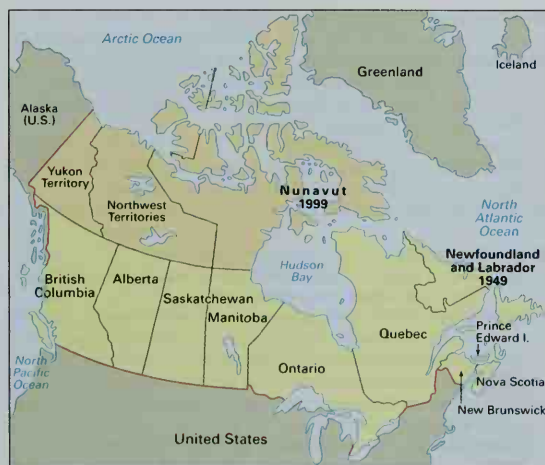 Arctic Ocean
Greenland
Iceland
Alaska
(U.S.)
Yukon
Territory
Northwest
Territories
Nunavut
1999
North
Atlantic
Ocean
British
Columbia
Alberta
Saskatchewan
Manitoba
Hudson
Bay
Newfoundland
and Labrador
1949
Quebec
Ontario
Prince
Edward I.
North
Pacific
Ocean
Nova Scotia
New Brunswick
United States